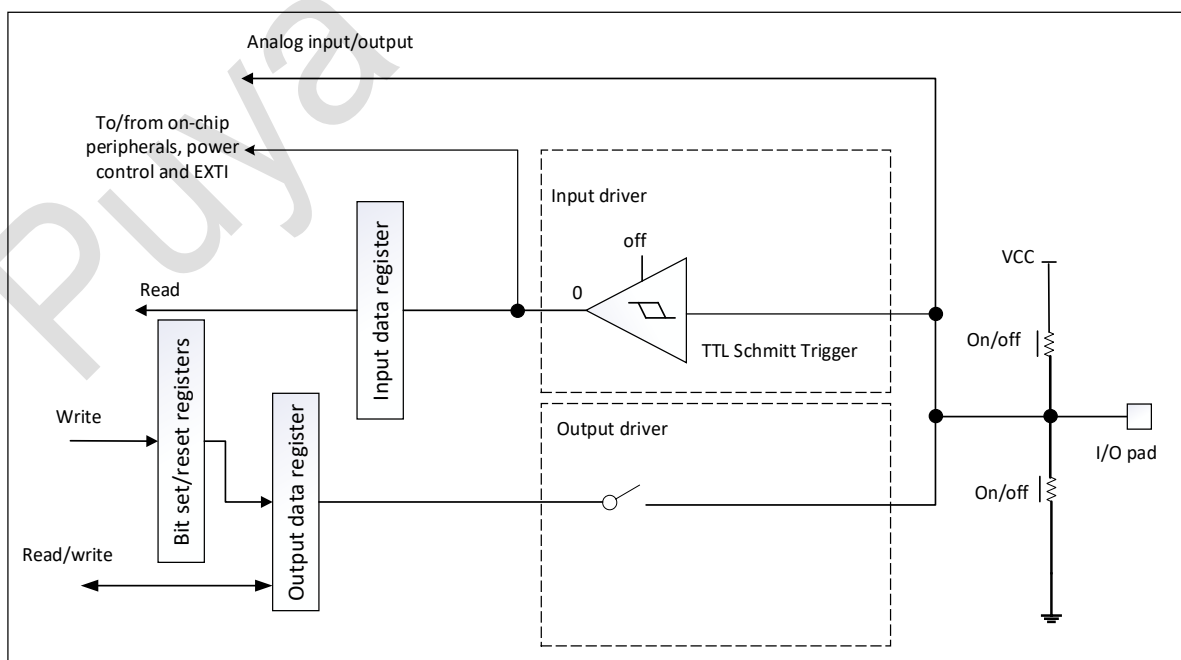 Puya
Analog input/output
To/from on-chip
peripherals, power
control and EXTI
Input driver
off
VCC
0
Read
Input data register
TTL Schmitt Trigger
On/off
Bit set/reset registers
Write
Output data register
Output driver
I/O pad
On/off
Read/write